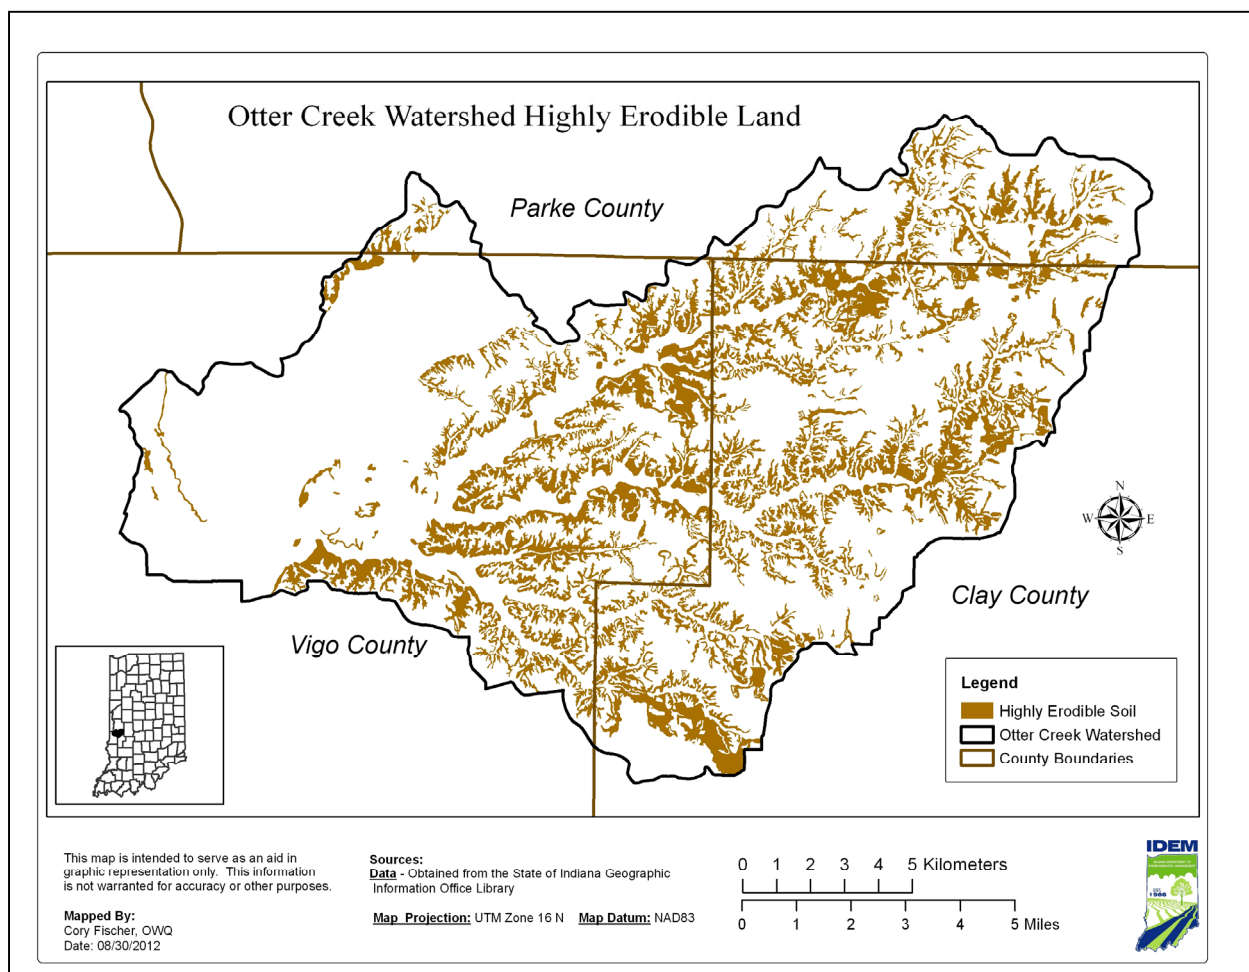 Otter Creek Watershed Highly Erodible Land
Parke County
N
W E
S
Clay County
Vigo County
Legend
Highly Erodible Soil
Otter Creek Watershed
County Boundaries
This map is intended to serve as an aid in
graphic representation only. This information
is not warranted for accuracy or other purposes.
Mapped By:
Cory Fischer, OWQ
Date: 08/30/2012
Sources:
Data - Obtained from the State of Indiana Geographic
Information Office Library
Map Projection: UTM Zone 16 N Map Datum: NAD83
0 1 2 3 4 5 Kilometers
0 1 2 3 4 5 Miles
IDEM
EST.
1986